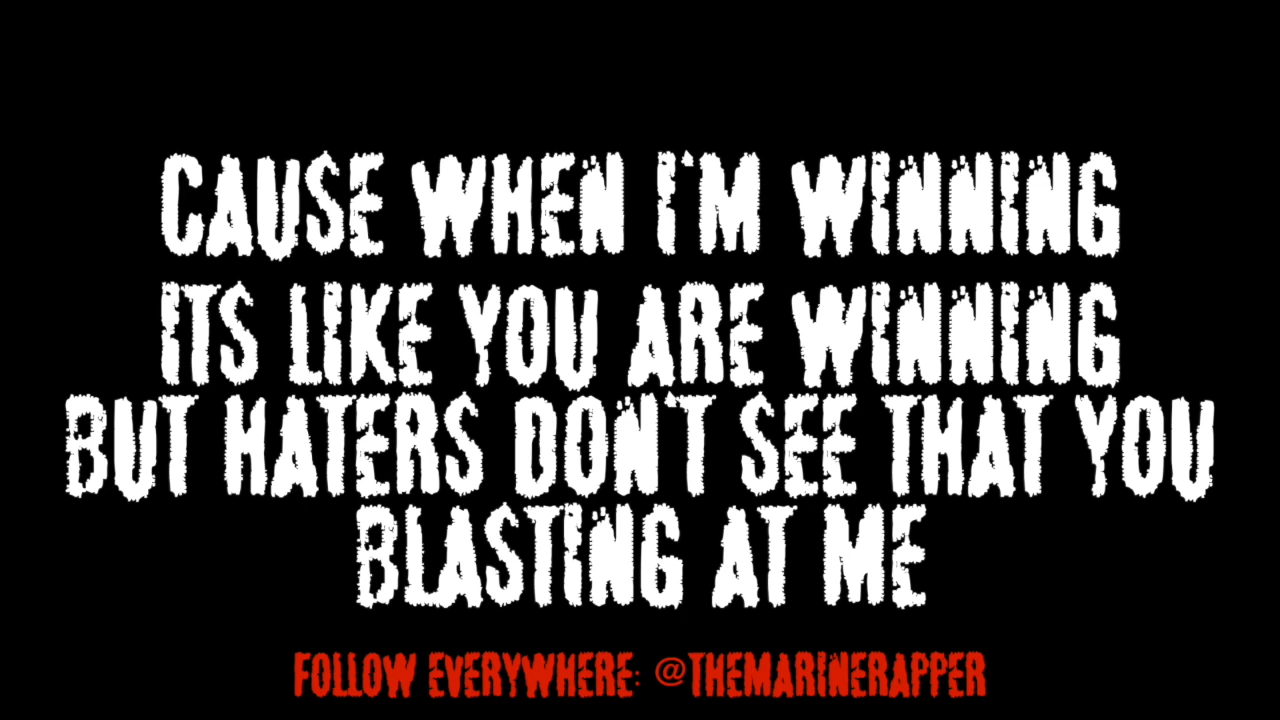 CAUSE WHEN I'M WINNING
ITS LIKE YOU ARE WINNING
BUT HATERS DON'T SEE THAT YOU
BLASTING AT ME
FOLLOW EVERYWHERE: @THEMARINERAPPER